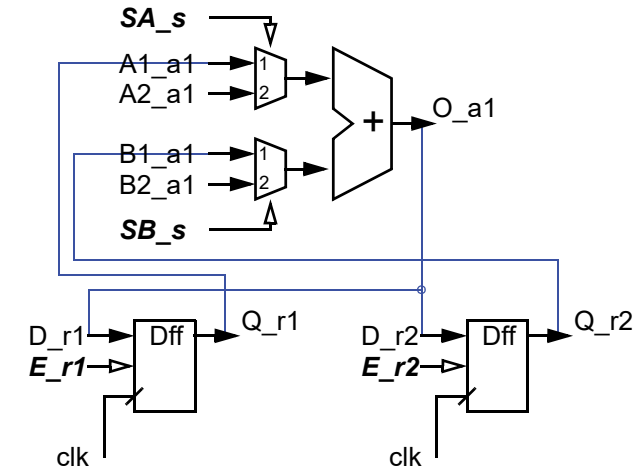 SA_s
A1_a1
1
A2_a1
2
+
O_a1
B1_a1
1
B2_a1
2
SB_s
Q_r1
Q_r2
D_r1
Dff
D_r2
Dff
E_r1
E_r2
clk
clk